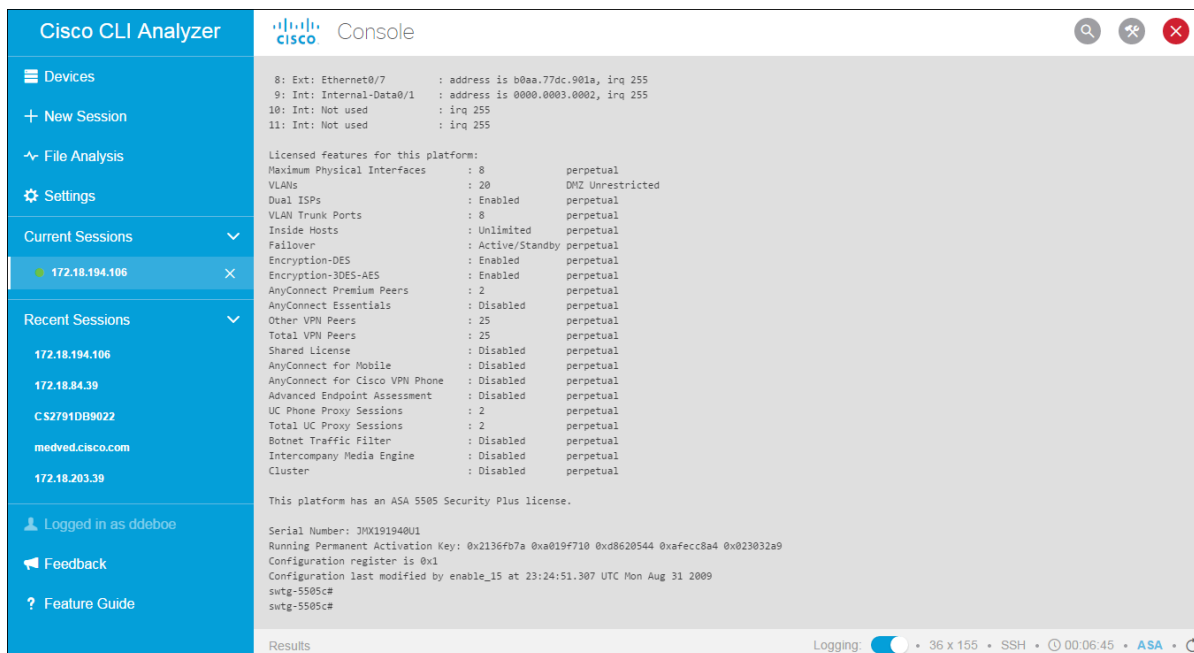 Cisco CLI Analyzer
Devices
New Session
File Analysis
Settings
Current Sessions
172.18.194.106
Recent Sessions
172.18.194.106
172.18.84.39
CS2791DB9022
medved.cisco.com
172.18.203.39
Logged in as ddeboe
Feedback
? Feature Guide
CISCO Console
8: Ext: Ethernet0/7 : address is b0aa.77dc.901a, irq 255
9: Int: Internal-Data0/1 : address is 0000.0003.0002, irq 255
10: Int: Not used : irq 255
11: Int: Not used : irq 255
Licensed features for this platform:
Maximum Physical Interfaces : 8 perpetual
VLANs : 20 DMZ Unrestricted
Dual ISPs : Enabled perpetual
VLAN Trunk Ports : 8 perpetual
Inside Hosts : Unlimited perpetual
Failover : Active/Standby perpetual
Encryption-DES : Enabled perpetual
Encryption-3DES-AES : Enabled perpetual
AnyConnect Premium Peers : 2 perpetual
AnyConnect Essentials : Disabled perpetual
Other VPN Peers : 25 perpetual
Total VPN Peers : 25 perpetual
Shared License : Disabled perpetual
AnyConnect for Mobile : Disabled perpetual
AnyConnect for Cisco VPN Phone : Disabled perpetual
Advanced Endpoint Assessment : Disabled perpetual
UC Phone Proxy Sessions : 2 perpetual
Total UC Proxy Sessions : 2 perpetual
Botnet Traffic Filter : Disabled perpetual
Intercompany Media Engine : Disabled perpetual
Cluster : Disabled perpetual
This platform has an ASA 5505 Security Plus license.
Serial Number: JMX191940U1
Running Permanent Activation Key: 0x2136fb7a 0xa019f710 0xd8620544 0xafecc8a4 0x023032a9
Configuration register is 0x1
Configuration last modified by enable_15 at 23:24:51.307 UTC Mon Aug 31 2009
swtg-5505c#
swtg-5505c#
Results Logging: • 36 x 155 • SSH • 00:06:45 • ASA •